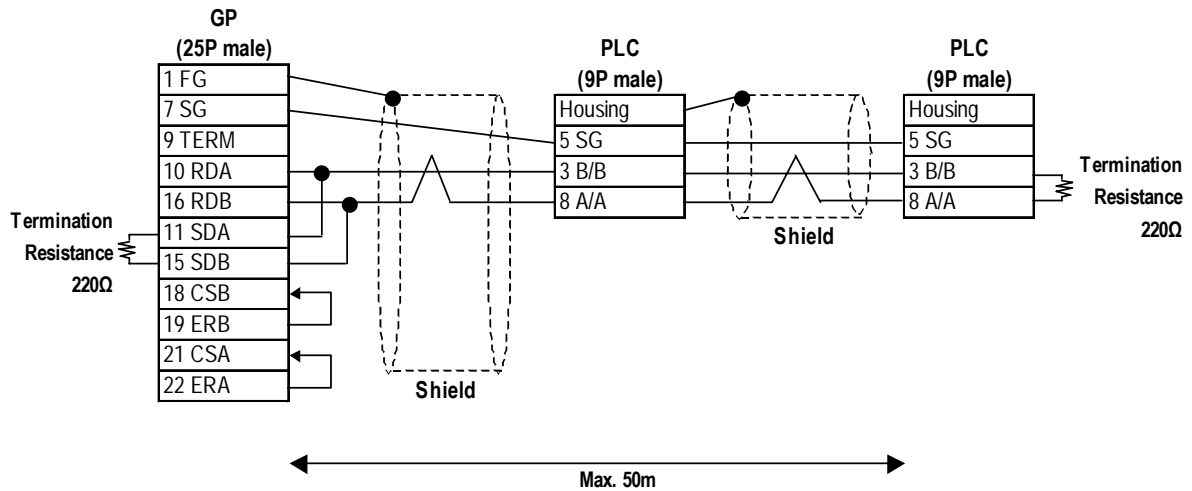 GP
(25P male)
1 FG
7 SG
9 TERM
10 RDA
16 RDB
11 SDA
15 SDB
18 CSB
19 ERB
21 CSA
22 ERA
Termination
Resistance
220Ω
Shield
PLC
(9P male)
Housing
5 SG
3 B/B
8 A/A
Shield
PLC
(9P male)
Housing
5 SG
3 B/B
8 A/A
Termination
Resistance
220Ω
Max. 50m